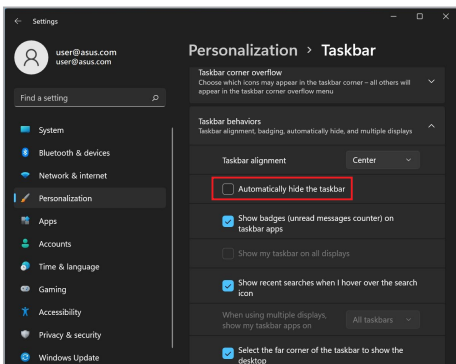 Settings
user@asus.com
user@asus.com
Find a setting
System
Bluetooth & devices
Network & internet
Personalization
Apps
Accounts
Time & language
Gaming
Accessibility
Privacy & security
Windows Update
Personalization > Taskbar
Taskbar corner overflow
Choose which icons may appear in the taskbar corner – all others will
appear in the taskbar corner overflow menu
Taskbar behaviors
Taskbar alignment, badging, automatically hide, and multiple displays
Taskbar alignment
Center
Automatically hide the taskbar
Show badges (unread messages counter) on
taskbar apps
Show my taskbar on all displays
Show recent searches when I hover over the search
icon
When using multiple displays,
show my taskbar apps on
All taskbars
Select the far corner of the taskbar to show the
desktop